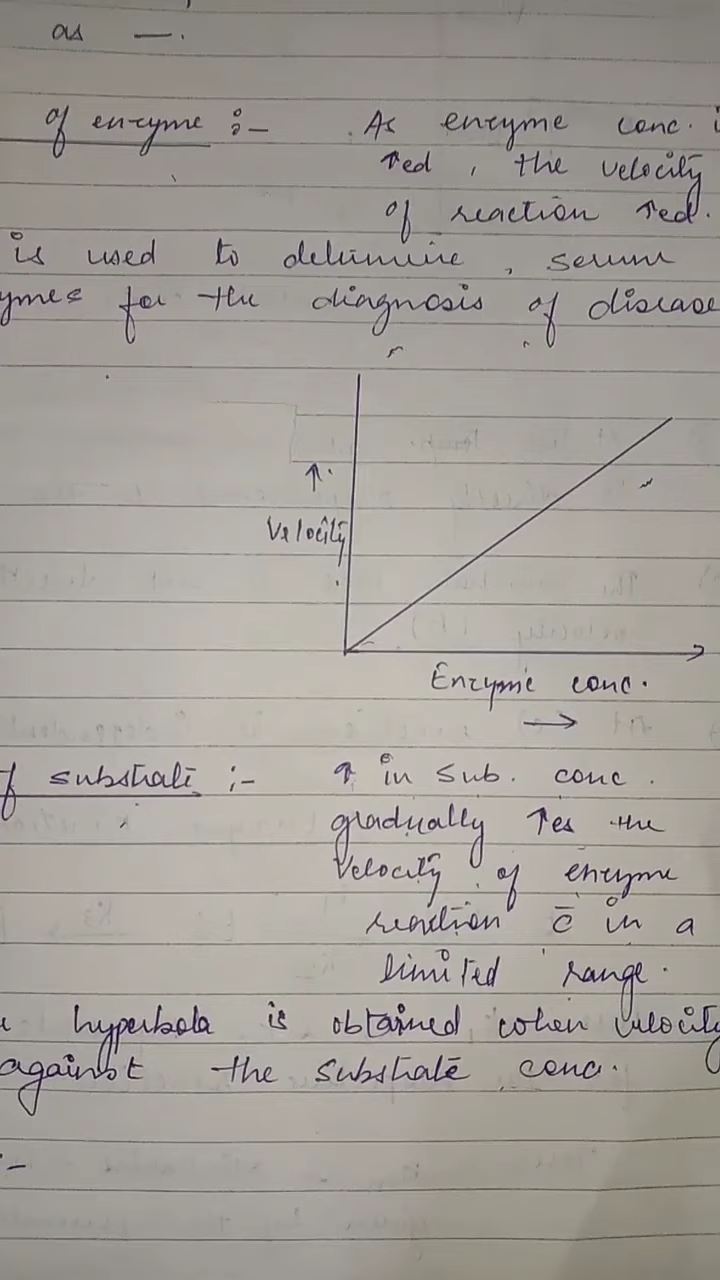 as —.
of enzyme :- As enzyme conc. i
↑ed , the velocity
of reaction ↑ed.
is used to determine , serum
ymes for the diagnosis of disease
↑
Velocity
Enzyme conc.
→
f substrate :- ↑ in sub. conc.
gradually ↑es the
velocity of enzyme
reaction c̄ in a
limited range.
hyperbola is obtained when velocity
against the substrate conc.
:-